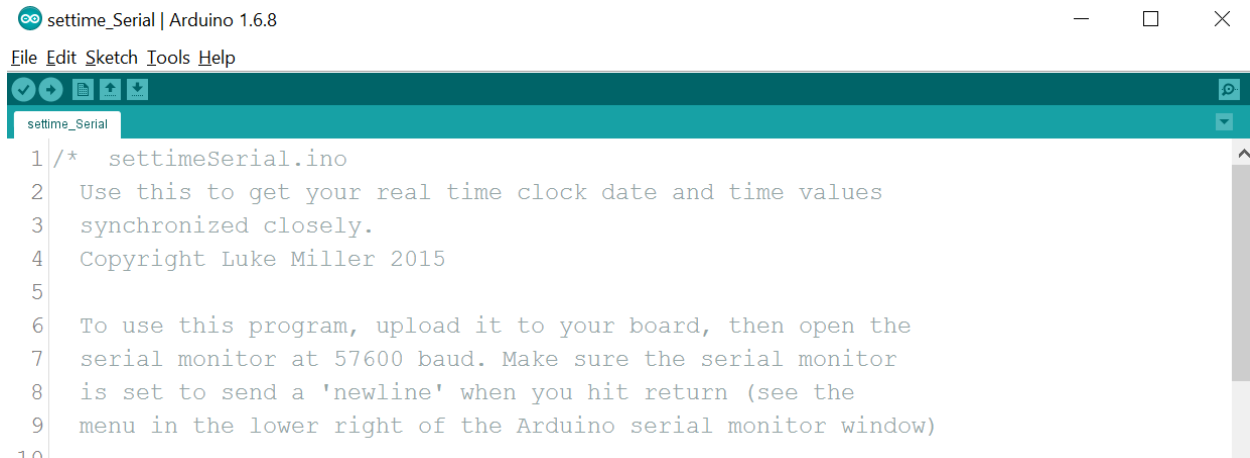 settime_Serial | Arduino 1.6.8
File Edit Sketch Tools Help
settime_Serial
1 /*  settimeSerial.ino
2   Use this to get your real time clock date and time values
3   synchronized closely.
4   Copyright Luke Miller 2015
5
6   To use this program, upload it to your board, then open the
7   serial monitor at 57600 baud. Make sure the serial monitor
8   is set to send a 'newline' when you hit return (see the
9   menu in the lower right of the Arduino serial monitor window)
10